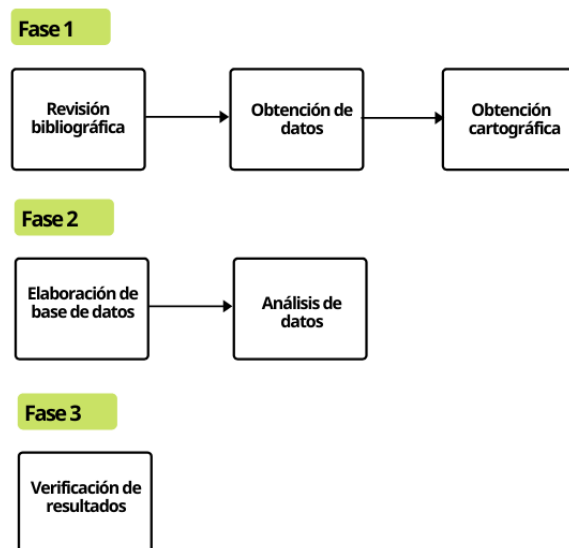 Fase 1
Revisión
bibliográfica
Obtención de
datos
Obtención
cartográfica
Fase 2
Elaboración de
base de datos
Análisis de
datos
Fase 3
Verificación de
resultados